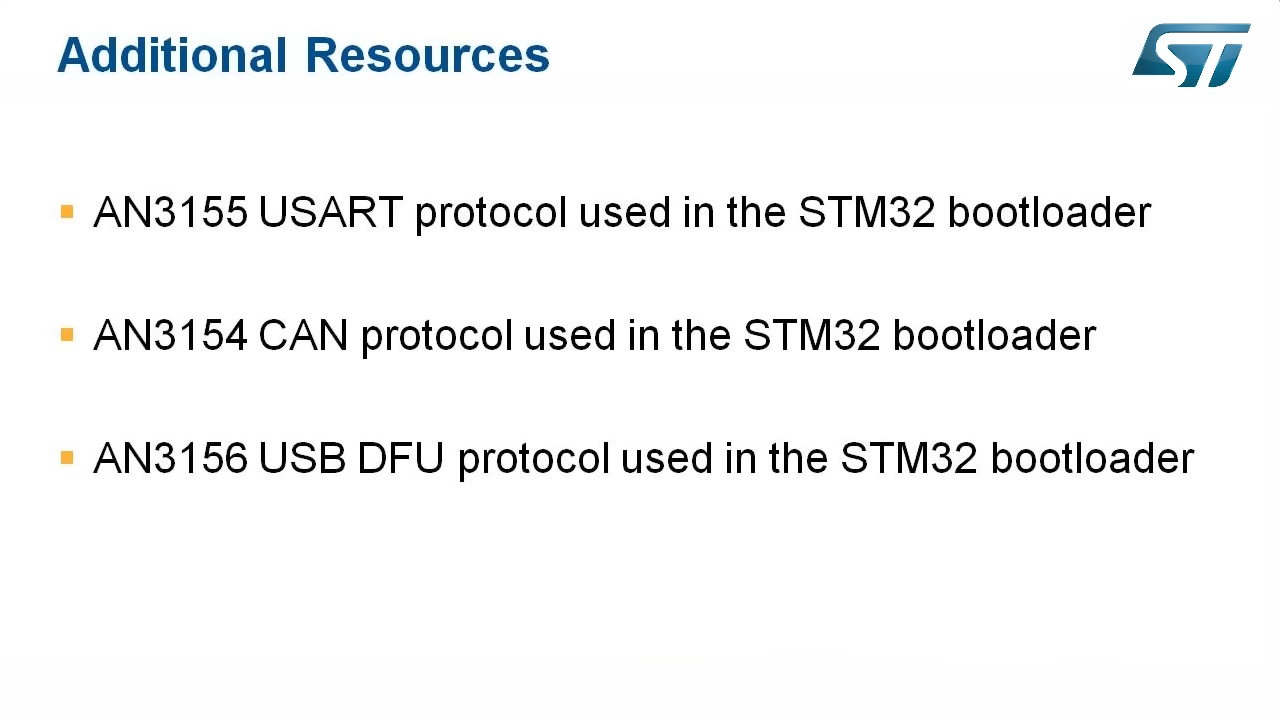 Additional Resources
ST
AN3155 USART protocol used in the STM32 bootloader
AN3154 CAN protocol used in the STM32 bootloader
AN3156 USB DFU protocol used in the STM32 bootloader